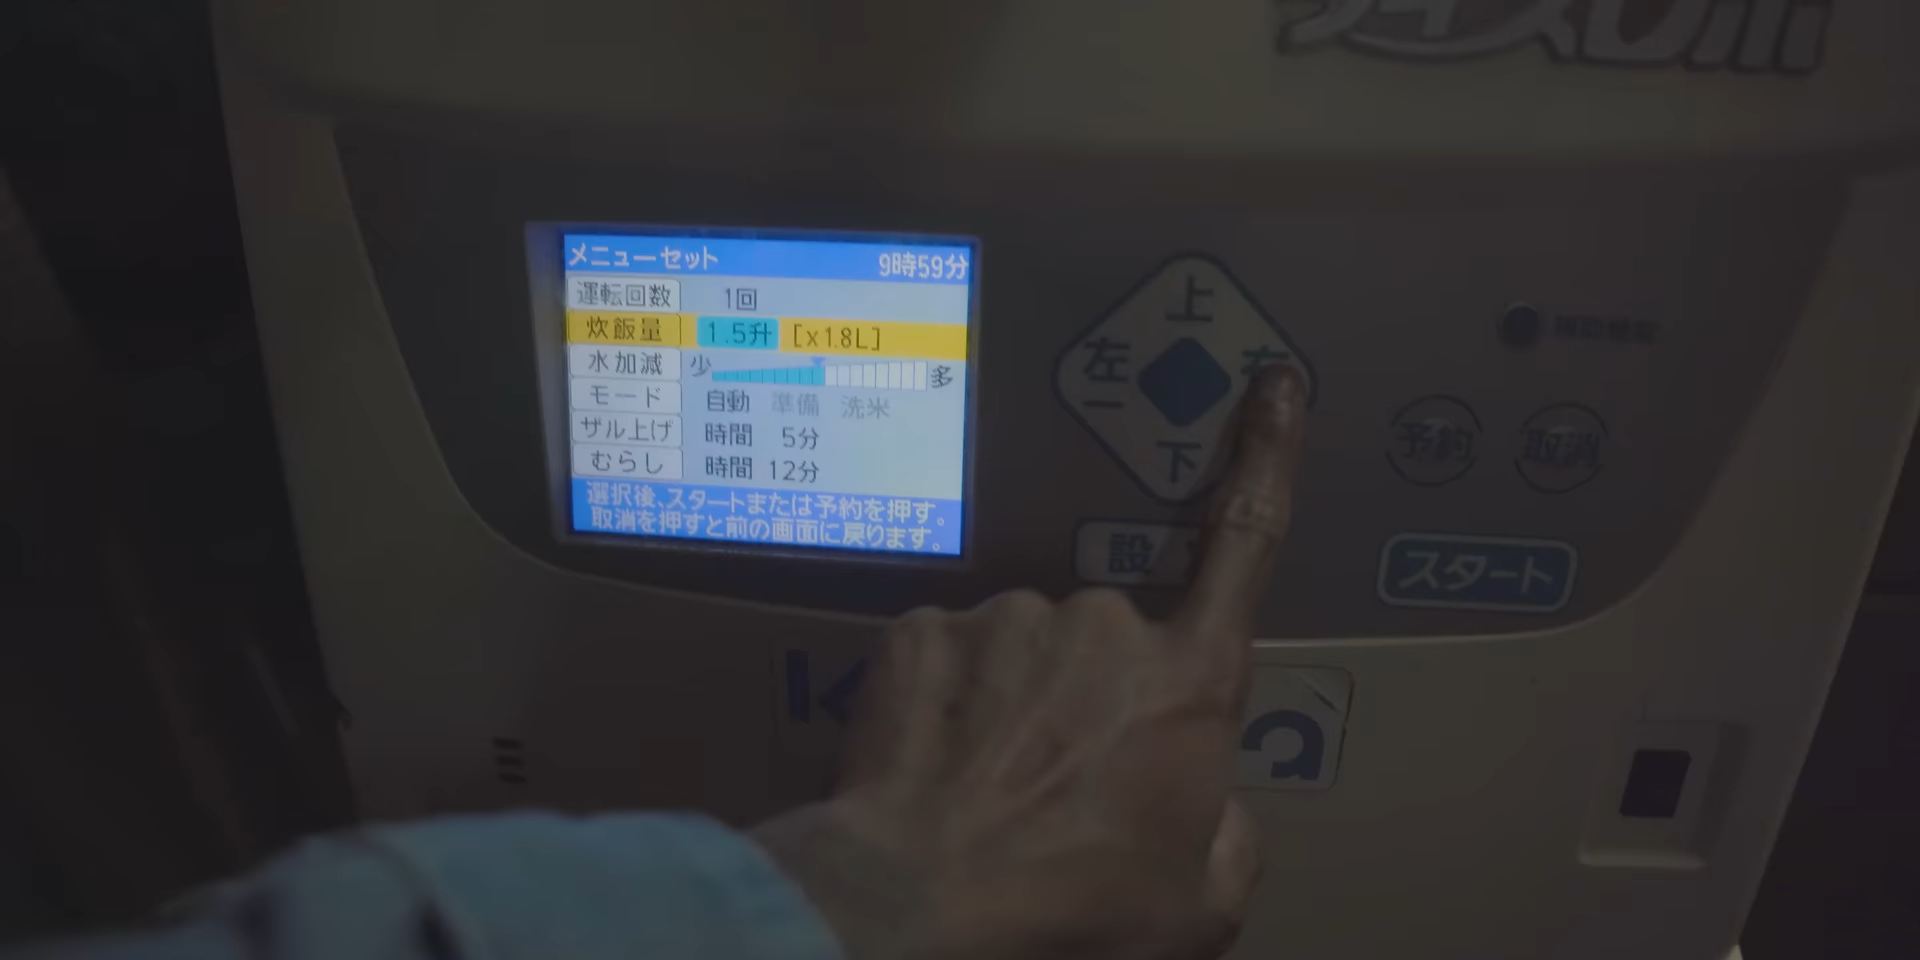 メニューセット 9時59分
運転回数 1回
炊飯量 1.5升 [x1.8L]
水加減 少 多
モード 自動 準備 洗米
ザル上げ 時間 5分
むらし 時間 12分
選択後、スタートまたは予約を押す。
取消を押すと前の画面に戻ります。
上
左 右
一
下
予約 取消
設
スタート